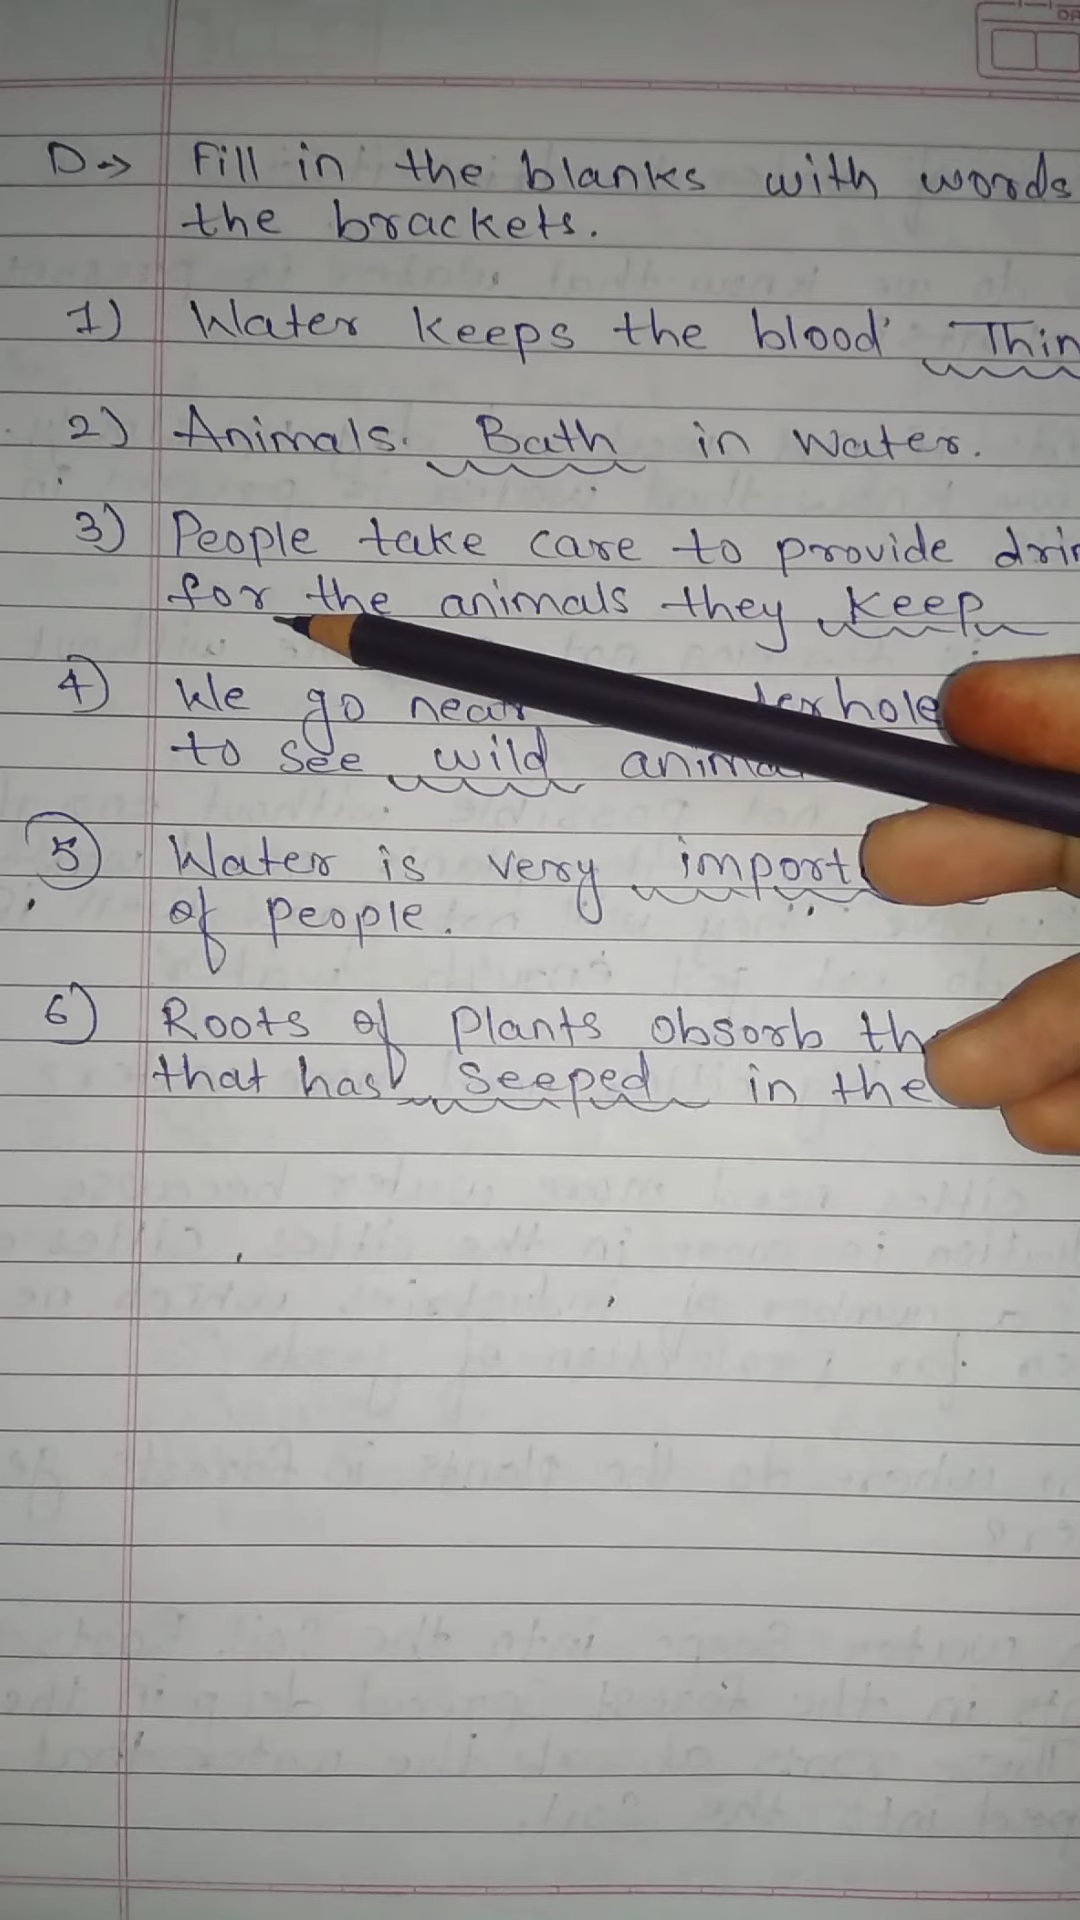 D→ Fill in the blanks with words
the brackets.
1) Water keeps the blood Thin
2) Animals. Bath in water.
3) People take care to provide
for the animals they keep
4) We go near
to see wild
5) Water is very
of people.
6) Roots of Plants obsorb
that has seeped in the